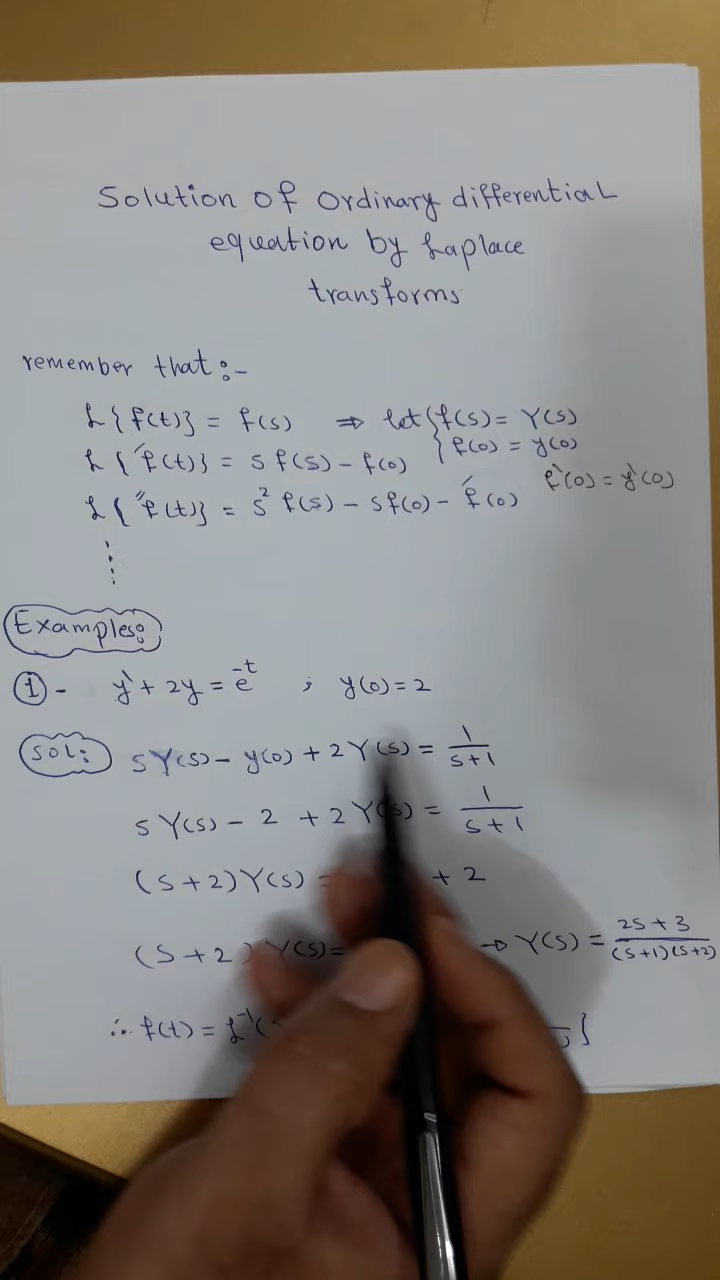 Solution of ordinary differential
equation by Laplace
transforms
remember that:-
ℒ{f(t)} = f(s) ⇒ let {f(s) = Y(s)
{f(0) = y(0)
ℒ{f′(t)} = s f(s) - f(0)
f′(0) = y′(0)
ℒ{f″(t)} = s² f(s) - s f(0) - f′(0)
Examples:
① - y′ + 2y = e^-t ; y(0) = 2
Sol: sY(s) - y(0) + 2Y(s) = 1/(s+1)
sY(s) - 2 + 2Y(s) = 1/(s+1)
(s+2)Y(s) = + 2
(s+2)Y(s) = → Y(s) = (2s+3)/((s+1)(s+2))
∴ f(t) = ℒ⁻¹{ }